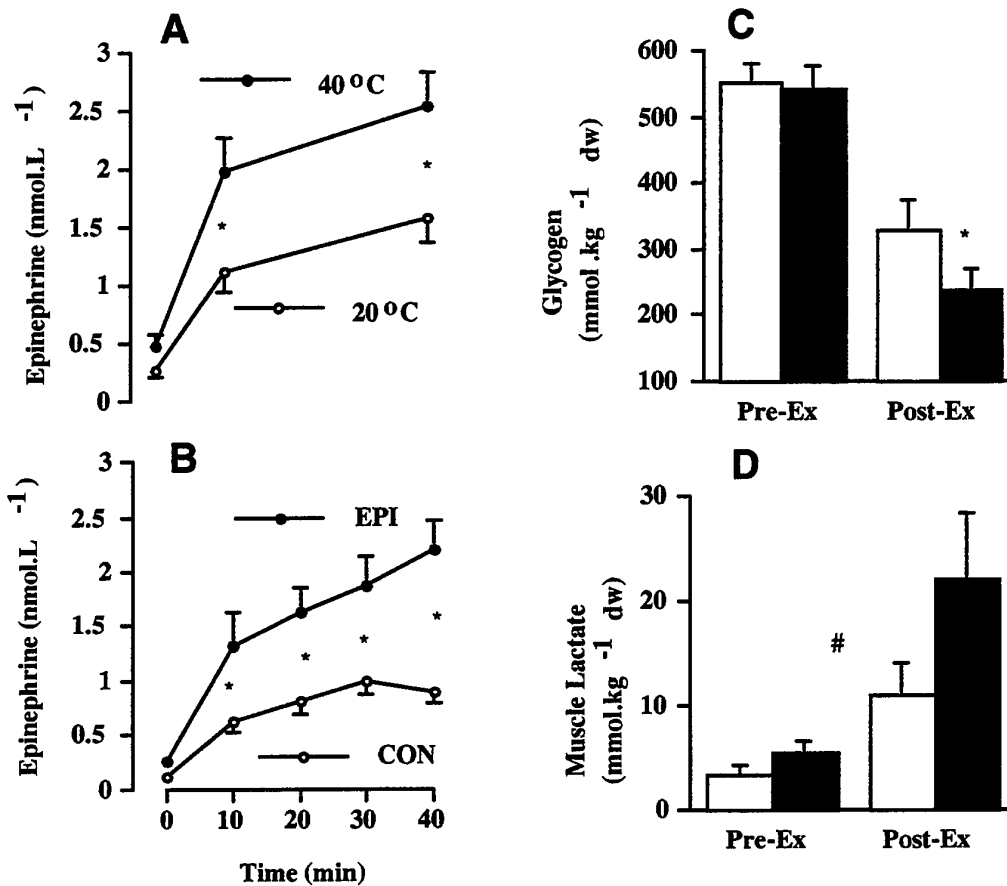 A
3
2.5
2
1.5
1
0.5
0
Epinephrine (nmol.L -1)
40 °C
20 °C
*
*
B
3
2.5
2
1.5
1
0.5
0
Epinephrine (nmol.L -1)
EPI
CON
*
*
*
*
0 10 20 30 40
Time (min)
C
600
500
400
300
200
100
Glycogen
(mmol .kg -1 dw)
*
Pre-Ex Post-Ex
D
30
20
10
0
Muscle Lactate
(mmol.kg -1 dw)
#
Pre-Ex Post-Ex